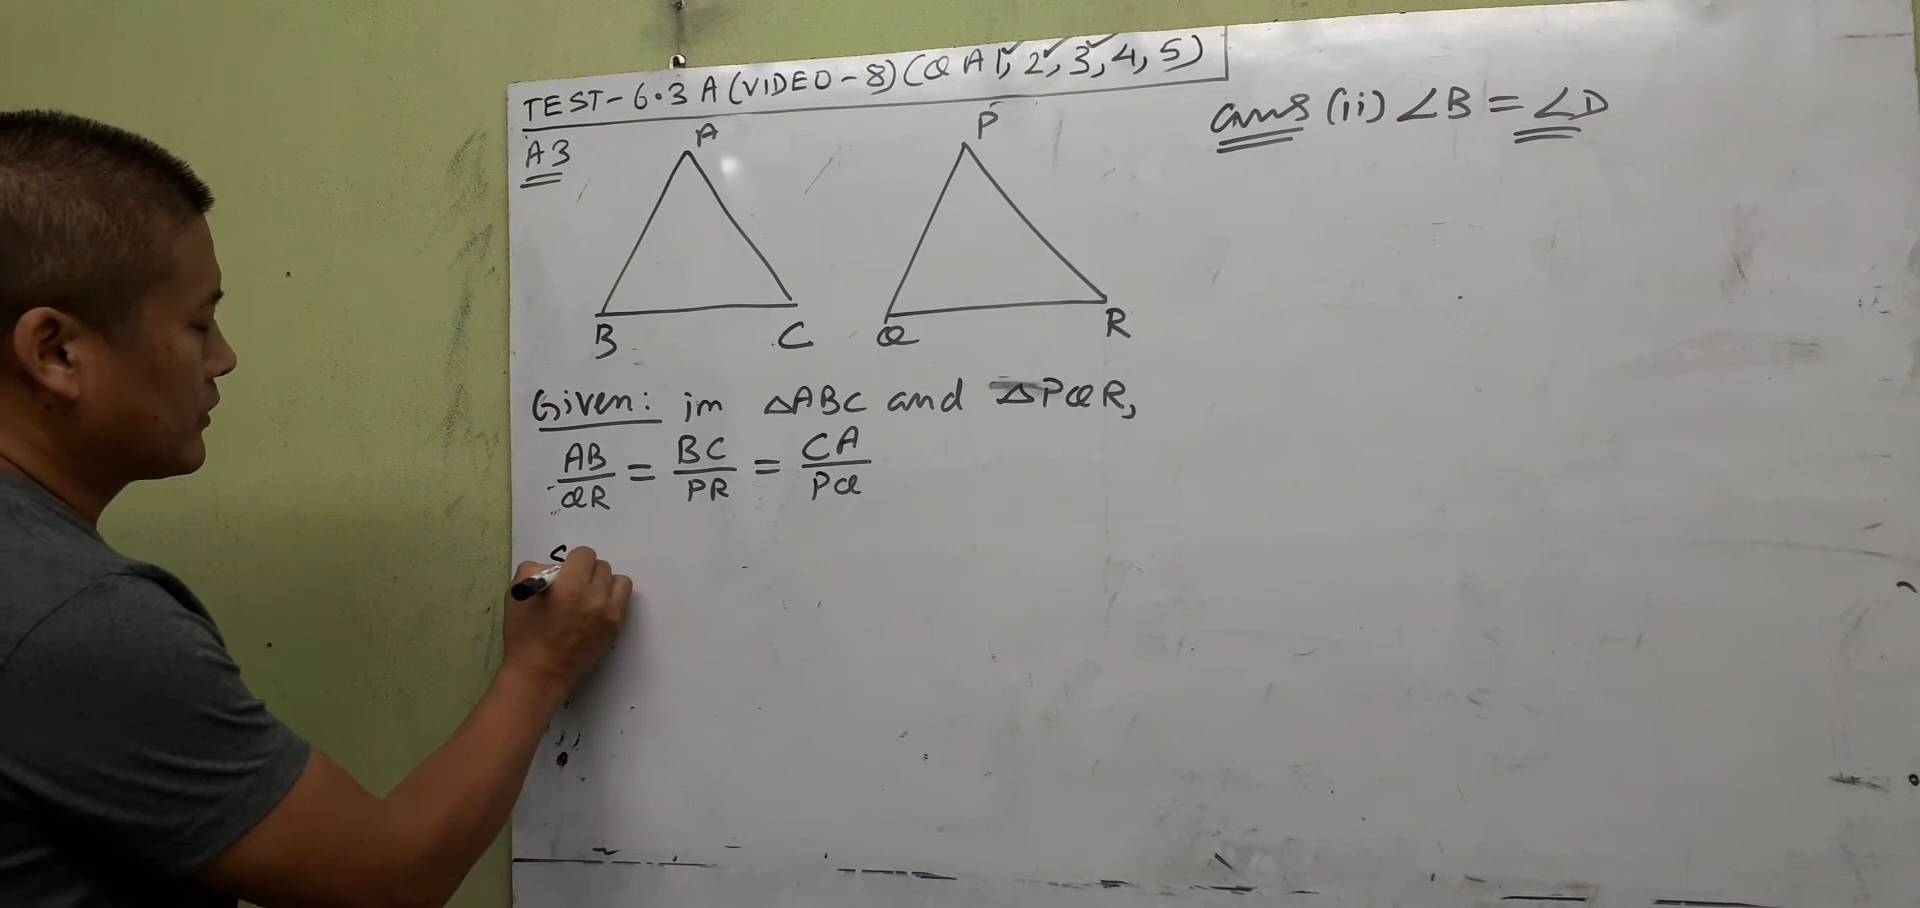 TEST-6.3 A (VIDEO-8) (Q A 1, 2, 3, 4, 5)
ans (ii) ∠B = ∠D
A3
A
P
B
C
Q
R
Given: in △ABC and △PQR,
AB/QR = BC/PR = CA/PQ
S